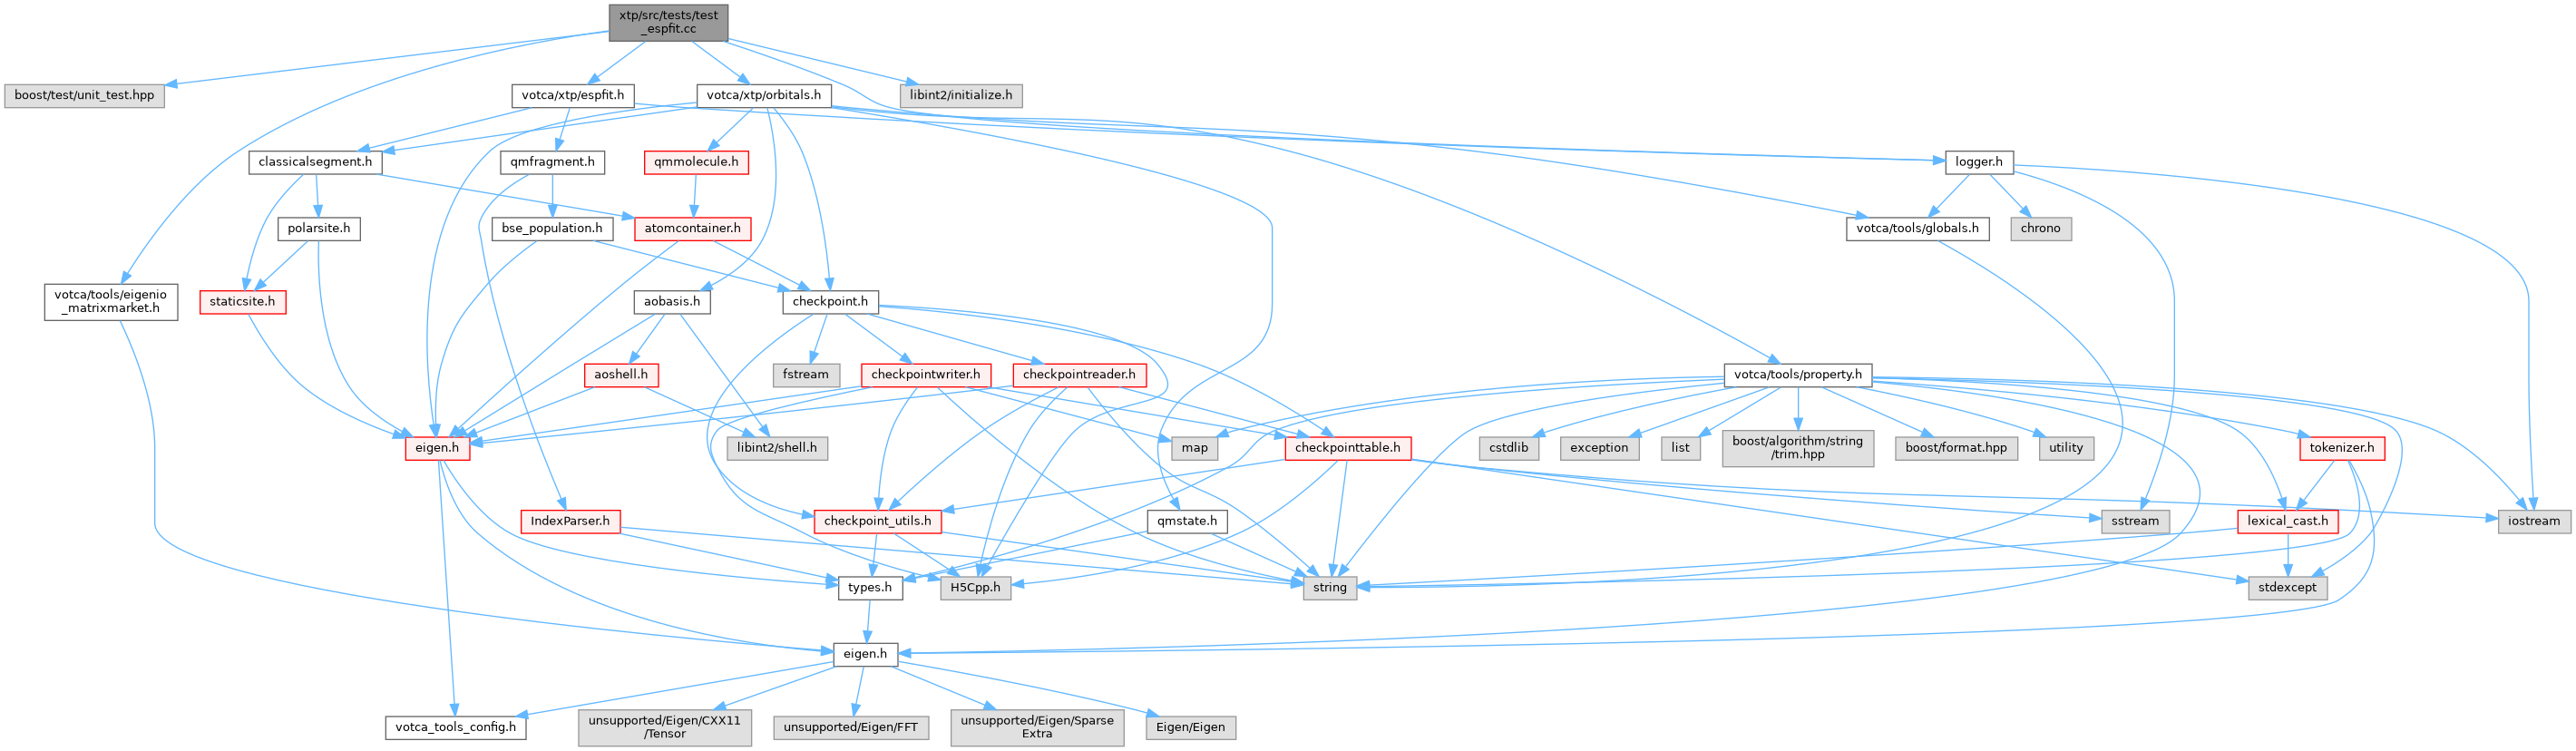 xtp/src/tests/test
_espfit.cc
boost/test/unit_test.hpp
votca/xtp/espfit.h
votca/xtp/orbitals.h
libint2/initialize.h
classicalsegment.h
qmfragment.h
qmmolecule.h
logger.h
polarsite.h
bse_population.h
atomcontainer.h
votca/tools/globals.h
chrono
votca/tools/eigenio
_matrixmarket.h
staticsite.h
aobasis.h
checkpoint.h
aoshell.h
fstream
checkpointwriter.h
checkpointreader.h
votca/tools/property.h
eigen.h
libint2/shell.h
map
checkpointtable.h
cstdlib
exception
list
boost/algorithm/string
/trim.hpp
boost/format.hpp
utility
tokenizer.h
IndexParser.h
checkpoint_utils.h
qmstate.h
sstream
lexical_cast.h
iostream
types.h
H5Cpp.h
string
stdexcept
eigen.h
votca_tools_config.h
unsupported/Eigen/CXX11
/Tensor
unsupported/Eigen/FFT
unsupported/Eigen/Sparse
Extra
Eigen/Eigen